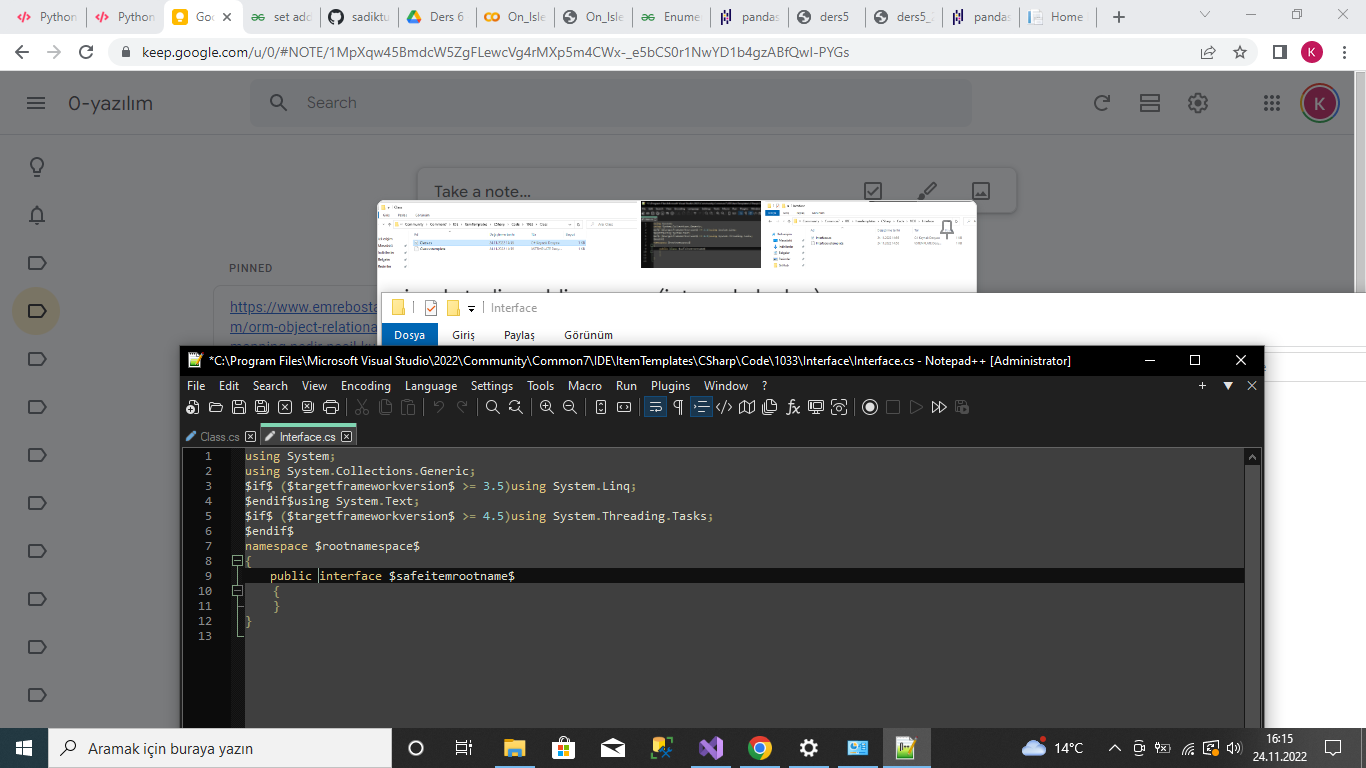 Python
Python
Goo
set add
sadiktu
Ders 6
On_Isle
On_Isle
Enume
pandas
ders5
ders5_
pandas
Home
keep.google.com/u/0/#NOTE/1MpXqw45BmdcW5ZgFLewcVg4rMXp5m4CWx-_e5bCS0r1NwYD1b4gzABfQwI-PYGs
K
0-yazılım
Search
K
Take a note...
PINNED
https://www.emrebosta
m/orm-object-relationa
Interface
Dosya Giriş Paylaş Görünüm
*C:\Program Files\Microsoft Visual Studio\2022\Community\Common7\IDE\ItemTemplates\CSharp\Code\1033\Interface\Interface.cs - Notepad++ [Administrator]
File Edit Search View Encoding Language Settings Tools Macro Run Plugins Window ?
Class.cs Interface.cs
1 using System;
2 using System.Collections.Generic;
3 $if$ ($targetframeworkversion$ >= 3.5)using System.Linq;
4 $endif$using System.Text;
5 $if$ ($targetframeworkversion$ >= 4.5)using System.Threading.Tasks;
6 $endif$
7 namespace $rootnamespace$
8 {
9 public interface $safeitemrootname$
10 {
11 }
12 }
13
Aramak için buraya yazın
14°C
16:15
24.11.2022